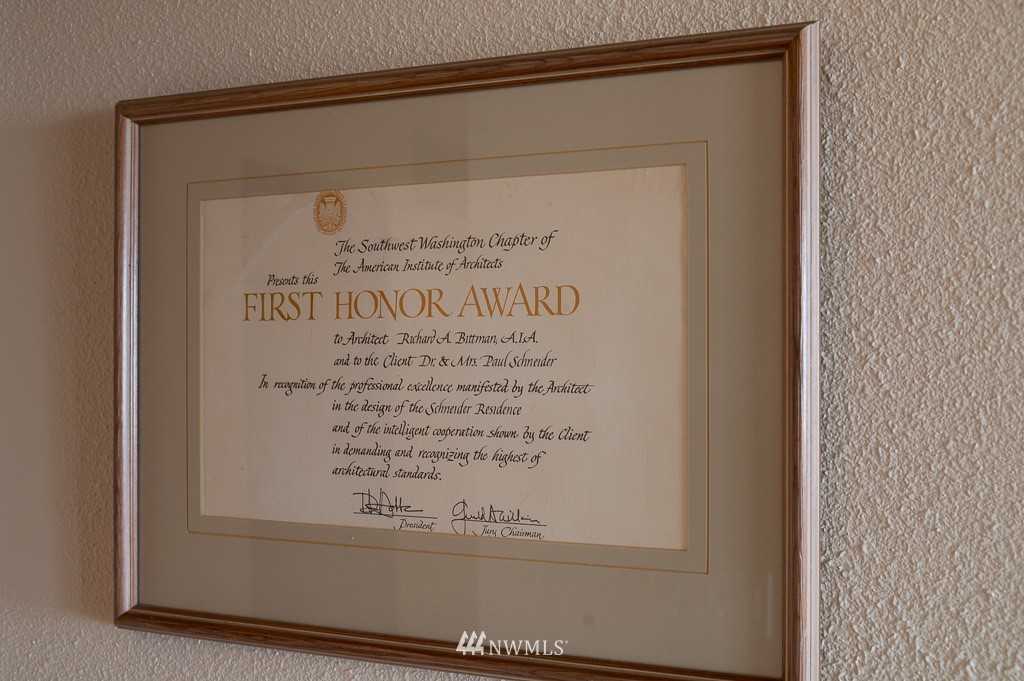 The Southwest Washington Chapter of
The American Institute of Architects
Presents this
FIRST HONOR AWARD
to Architect Richard A. Bittman, A.I.A.
and to the Client Dr. & Mrs. Paul Schneider
In recognition of the professional excellence manifested by the Architect
in the design of the Schneider Residence
and of the intelligent cooperation shown by the Client
in demanding and recognizing the highest of
architectural standards.
President
Jury Chairman
NWMLS